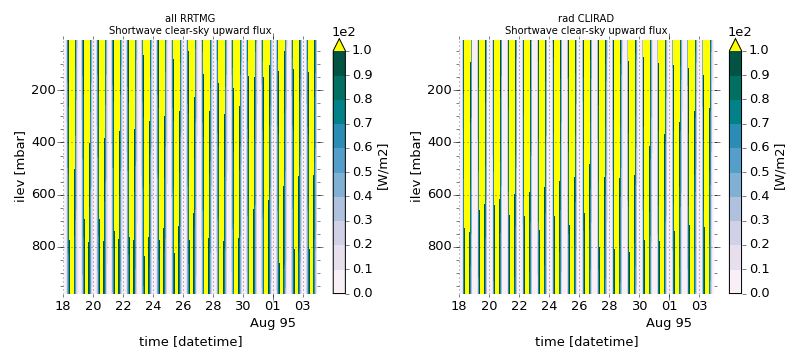 all RRTMG
Shortwave clear-sky upward flux
1e2
ilev [mbar]
200
400
600
800
18 20 22 24 26 28 30 01 03
Aug 95
time [datetime]
1.0
0.9
0.8
0.7
0.6
0.5
0.4
0.3
0.2
0.1
0.0
[W/m2]
rad CLIRAD
Shortwave clear-sky upward flux
1e2
ilev [mbar]
200
400
600
800
18 20 22 24 26 28 30 01 03
Aug 95
time [datetime]
1.0
0.9
0.8
0.7
0.6
0.5
0.4
0.3
0.2
0.1
0.0
[W/m2]